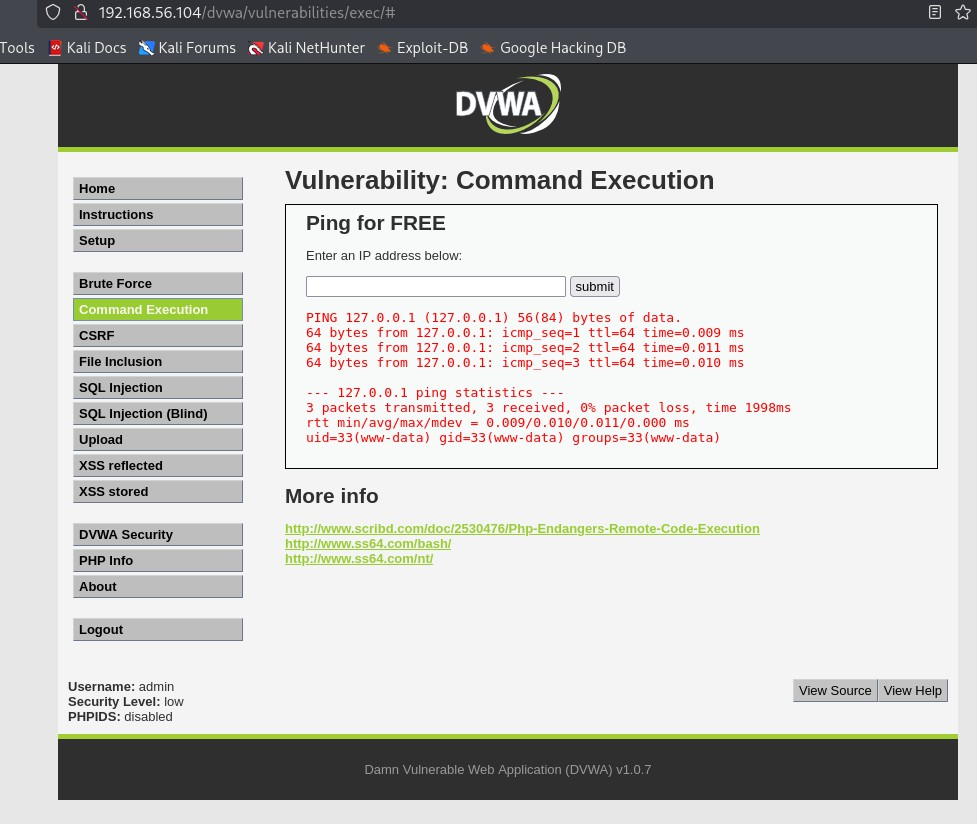 192.168.56.104/dvwa/vulnerabilities/exec/#
Tools Kali Docs Kali Forums Kali NetHunter Exploit-DB Google Hacking DB
DVWA
Home
Instructions
Setup
Brute Force
Command Execution
CSRF
File Inclusion
SQL Injection
SQL Injection (Blind)
Upload
XSS reflected
XSS stored
DVWA Security
PHP Info
About
Logout
Vulnerability: Command Execution
Ping for FREE
Enter an IP address below:
submit
PING 127.0.0.1 (127.0.0.1) 56(84) bytes of data.
64 bytes from 127.0.0.1: icmp_seq=1 ttl=64 time=0.009 ms
64 bytes from 127.0.0.1: icmp_seq=2 ttl=64 time=0.011 ms
64 bytes from 127.0.0.1: icmp_seq=3 ttl=64 time=0.010 ms
--- 127.0.0.1 ping statistics ---
3 packets transmitted, 3 received, 0% packet loss, time 1998ms
rtt min/avg/max/mdev = 0.009/0.010/0.011/0.000 ms
uid=33(www-data) gid=33(www-data) groups=33(www-data)
More info
http://www.scribd.com/doc/2530476/Php-Endangers-Remote-Code-Execution
http://www.ss64.com/bash/
http://www.ss64.com/nt/
Username: admin
Security Level: low
PHPIDS: disabled
View Source View Help
Damn Vulnerable Web Application (DVWA) v1.0.7